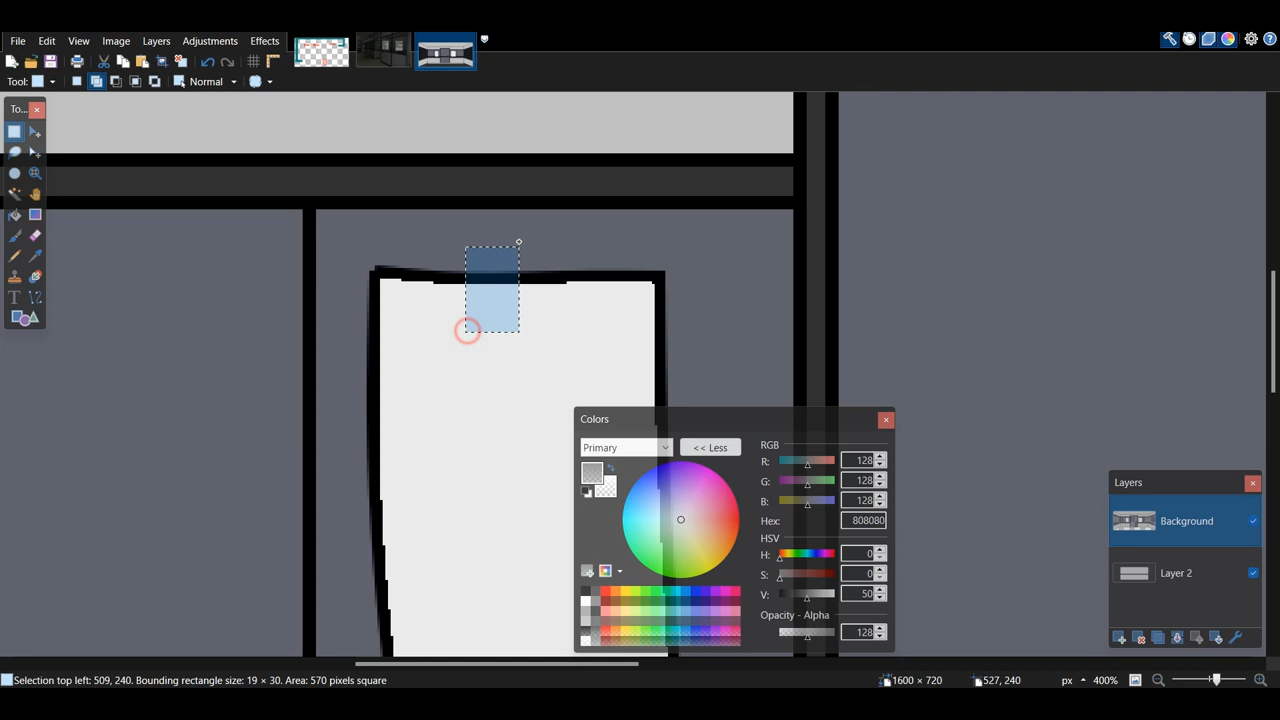 File Edit View Image Layers Adjustments Effects
Tool: Normal
To...
Colors
Primary << Less
RGB
R: 128
G: 128
B: 128
Hex: 808080
HSV
H: 0
S: 0
V: 50
Opacity - Alpha
128
Layers
Background
Layer 2
Selection top left: 509, 240. Bounding rectangle size: 19 × 30. Area: 570 pixels square 1600 × 720 527, 240 px 400%